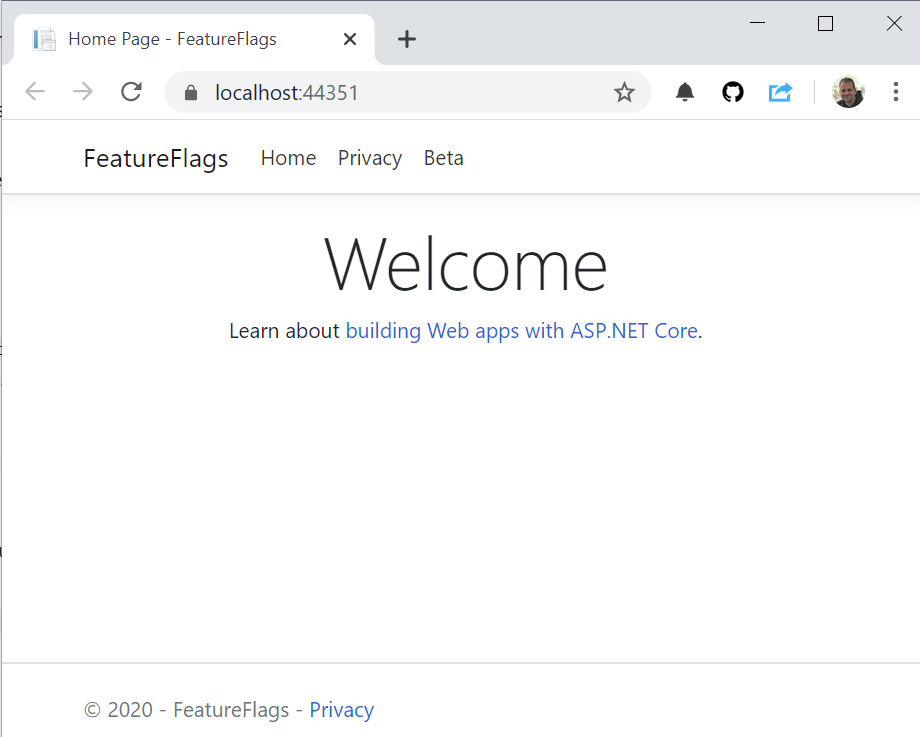 Home Page - FeatureFlags
localhost:44351
FeatureFlags Home Privacy Beta
Welcome
Learn about building Web apps with ASP.NET Core.
© 2020 - FeatureFlags - Privacy